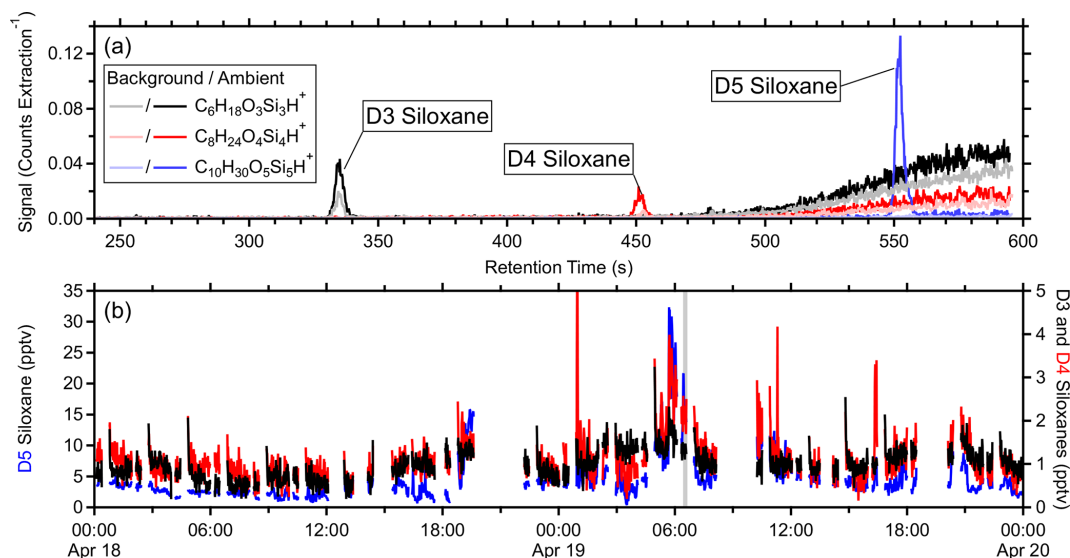 (a)
Signal (Counts Extraction⁻¹)
0.12
0.08
0.04
0.00
Background / Ambient
/ C₆H₁₈O₃Si₃H⁺
/ C₈H₂₄O₄Si₄H⁺
/ C₁₀H₃₀O₅Si₅H⁺
D3 Siloxane
D4 Siloxane
D5 Siloxane
250 300 350 400 450 500 550 600
Retention Time (s)
(b)
D5 Siloxane (pptv)
35
30
25
20
15
10
5
0
D3 and D4 Siloxanes (pptv)
5
4
3
2
1
0
00:00 06:00 12:00 18:00 00:00 06:00 12:00 18:00 00:00
Apr 18 Apr 19 Apr 20